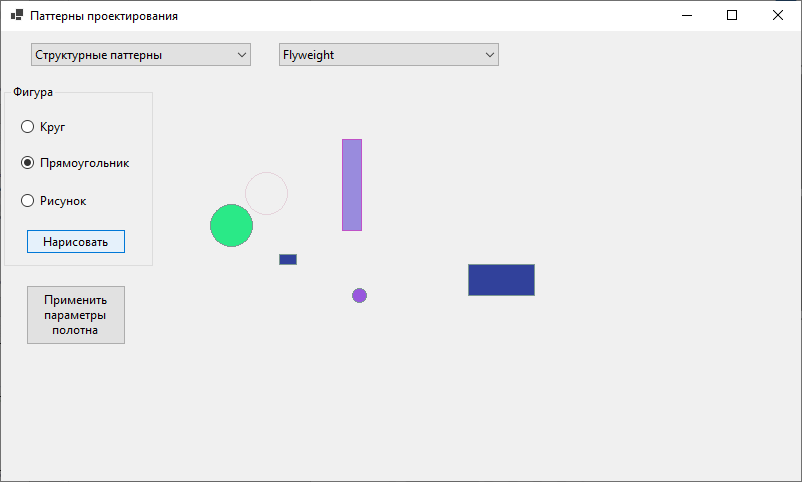 Паттерны проектирования
Структурные паттерны
Flyweight
Фигура
Круг
Прямоугольник
Рисунок
Нарисовать
Применить
параметры
полотна